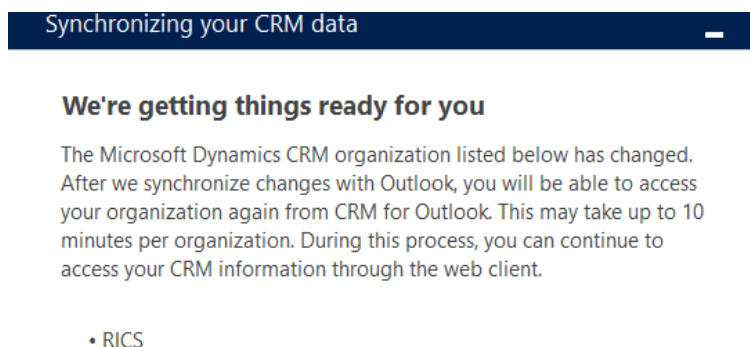 Synchronizing your CRM data
We're getting things ready for you
The Microsoft Dynamics CRM organization listed below has changed.
After we synchronize changes with Outlook, you will be able to access
your organization again from CRM for Outlook. This may take up to 10
minutes per organization. During this process, you can continue to
access your CRM information through the web client.
• RICS